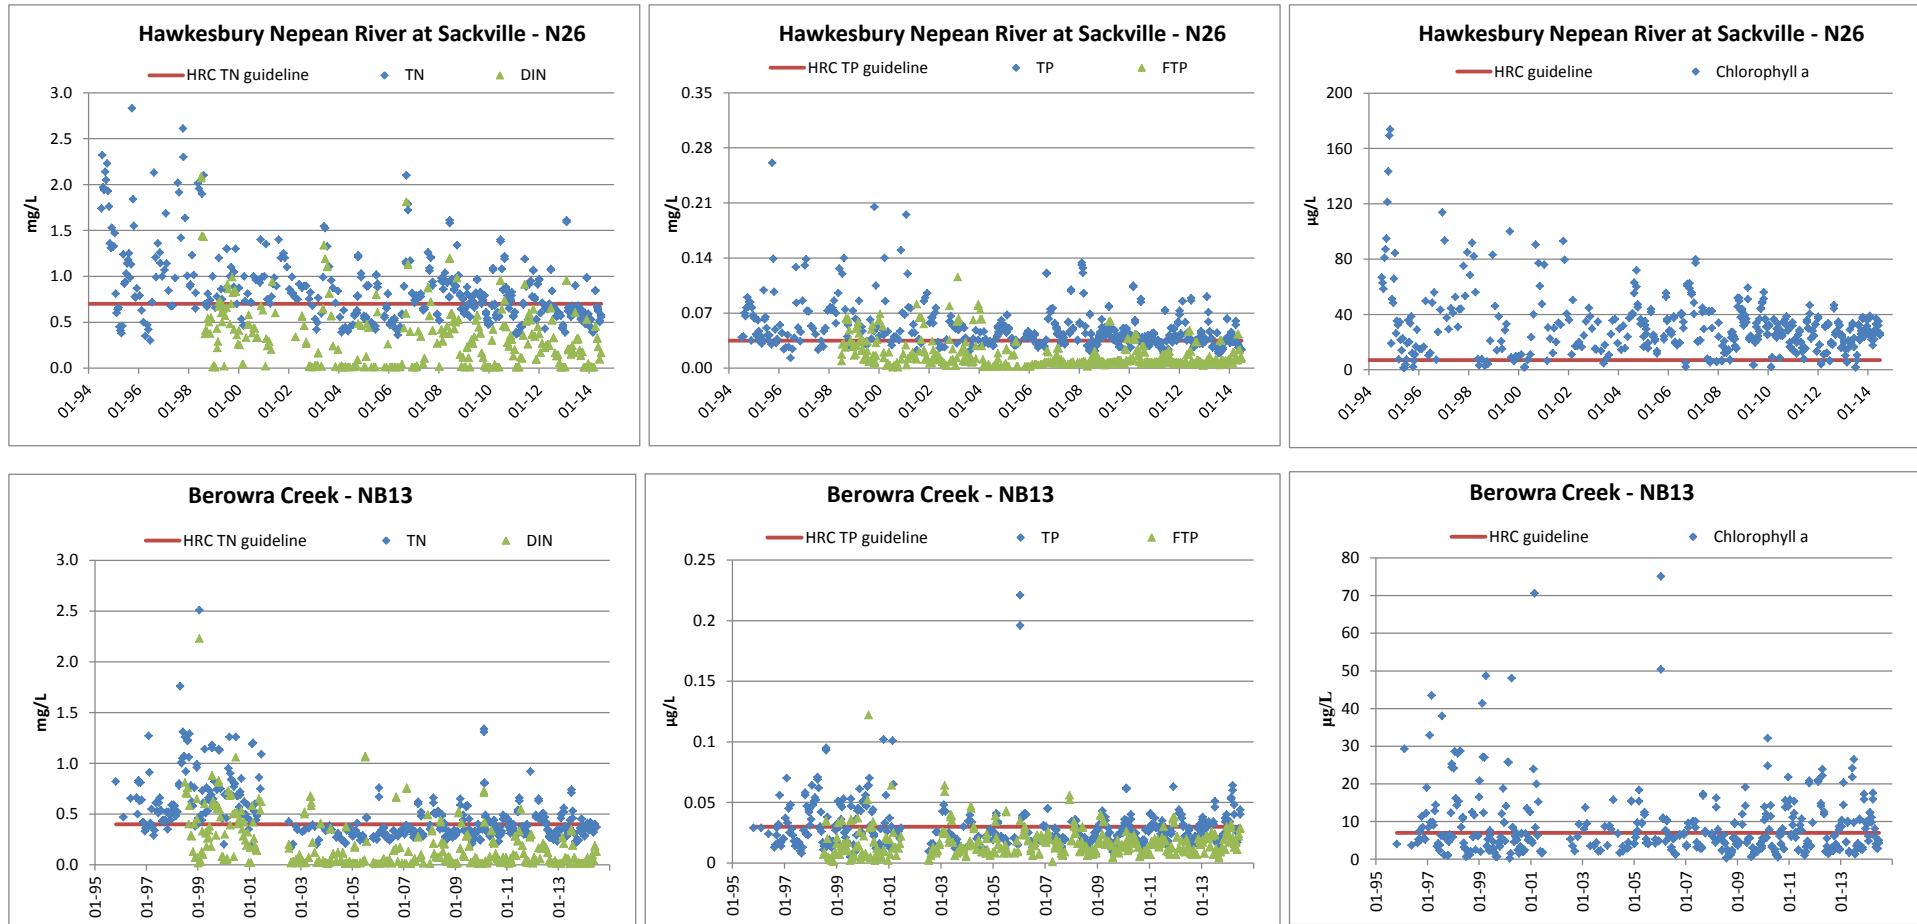 Hawkesbury Nepean River at Sackville - N26
HRC TN guideline TN DIN
3.0
2.5
2.0
1.5
1.0
0.5
0.0
mg/L
01-94 01-96 01-98 01-00 01-02 01-04 01-06 01-08 01-10 01-12 01-14
Hawkesbury Nepean River at Sackville - N26
HRC TP guideline TP FTP
0.35
0.28
0.21
0.14
0.07
0.00
mg/L
01-94 01-96 01-98 01-00 01-02 01-04 01-06 01-08 01-10 01-12 01-14
Hawkesbury Nepean River at Sackville - N26
HRC guideline Chlorophyll a
200
160
120
80
40
0
µg/L
01-94 01-96 01-98 01-00 01-02 01-04 01-06 01-08 01-10 01-12 01-14
Berowra Creek - NB13
HRC TN guideline TN DIN
3.0
2.5
2.0
1.5
1.0
0.5
0.0
mg/L
01-95 01-97 01-99 01-01 01-03 01-05 01-07 01-09 01-11 01-13
Berowra Creek - NB13
HRC TP guideline TP FTP
0.25
0.2
0.15
0.1
0.05
0
µg/L
01-95 01-97 01-99 01-01 01-03 01-05 01-07 01-09 01-11 01-13
Berowra Creek - NB13
HRC guideline Chlorophyll a
80
70
60
50
40
30
20
10
0
µg/L
01-95 01-97 01-99 01-01 01-03 01-05 01-07 01-09 01-11 01-13